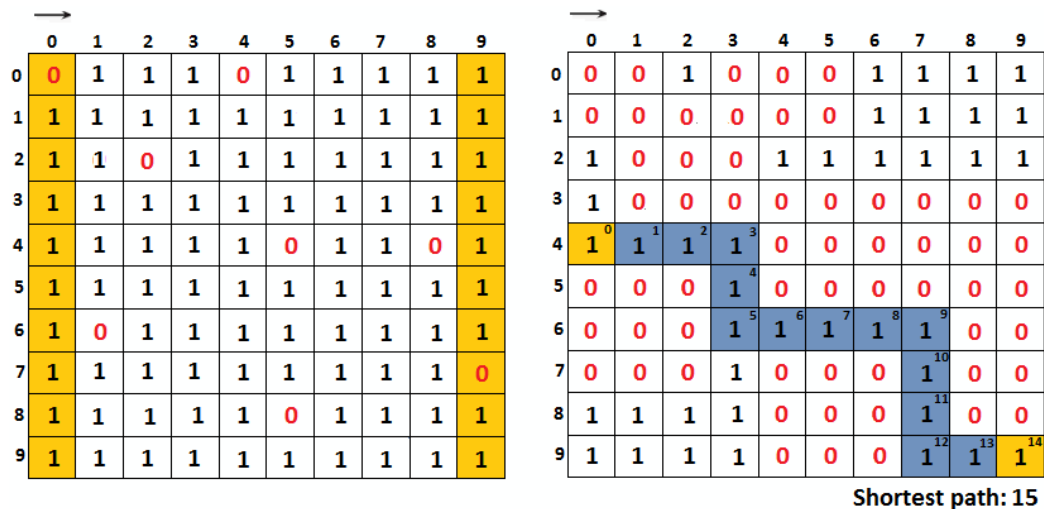 0 1 2 3 4 5 6 7 8 9
0 0 1 1 1 0 1 1 1 1 1
1 1 1 1 1 1 1 1 1 1 1
2 1 1 0 1 1 1 1 1 1 1
3 1 1 1 1 1 1 1 1 1 1
4 1 1 1 1 1 0 1 1 0 1
5 1 1 1 1 1 1 1 1 1 1
6 1 0 1 1 1 1 1 1 1 1
7 1 1 1 1 1 1 1 1 1 0
8 1 1 1 1 1 0 1 1 1 1
9 1 1 1 1 1 1 1 1 1 1
0 1 2 3 4 5 6 7 8 9
0 0 0 1 0 0 0 1 1 1 1
1 0 0 0 0 0 0 1 1 1 1
2 1 0 0 0 1 1 1 1 1 1
3 1 0 0 0 0 0 0 0 0 0
4 1 0 1 1 1 2 1 3 0 0 0 0 0 0
5 0 0 0 1 4 0 0 0 0 0 0
6 0 0 0 1 5 1 6 1 7 1 8 1 9 0 0
7 0 0 0 1 0 0 0 1 10 0 0
8 1 1 1 1 0 0 0 1 11 0 0
9 1 1 1 1 0 0 0 1 12 1 13 1 14
Shortest path: 15